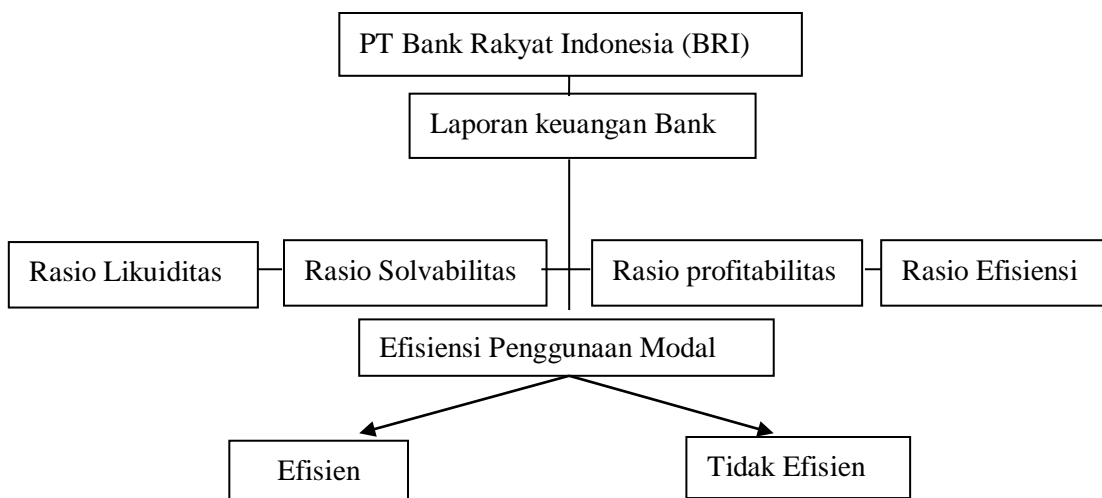 PT Bank Rakyat Indonesia (BRI)
Laporan keuangan Bank
Rasio Likuiditas
Rasio Solvabilitas
Rasio profitabilitas
Rasio Efisiensi
Efisiensi Penggunaan Modal
Efisien
Tidak Efisien